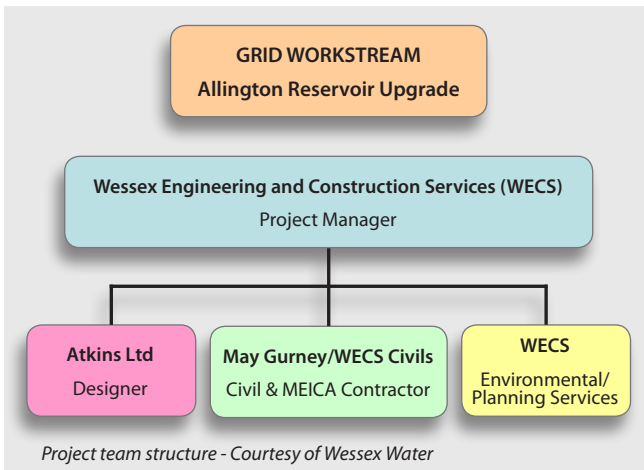 GRID WORKSTREAM
Allington Reservoir Upgrade
Wessex Engineering and Construction Services (WECS)
Project Manager
Atkins Ltd
Designer
May Gurney/WECS Civils
Civil & MEICA Contractor
WECS
Environmental/
Planning Services
Project team structure - Courtesy of Wessex Water